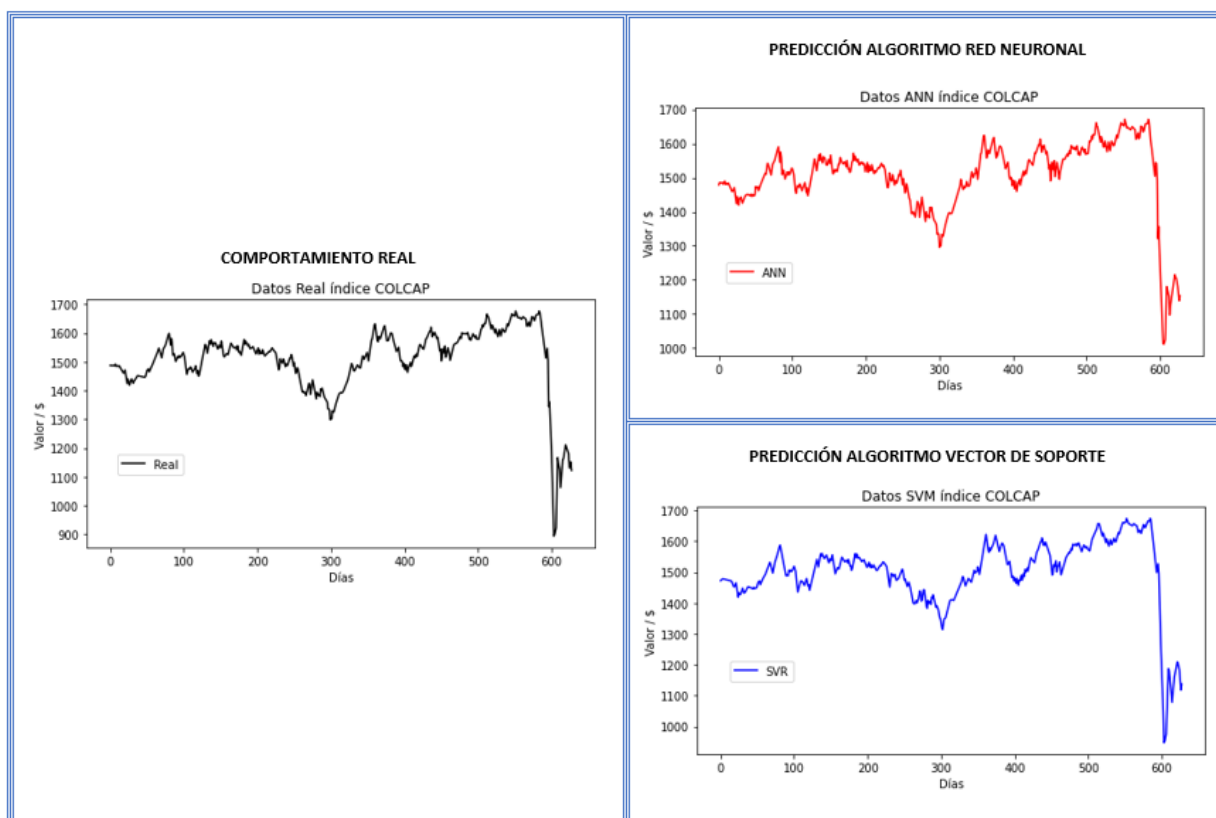 COMPORTAMIENTO REAL
Datos Real índice COLCAP
Valor / $
1700
1600
1500
1400
1300
1200
1100
1000
900
Real
0 100 200 300 400 500 600
Días
PREDICCIÓN ALGORITMO RED NEURONAL
Datos ANN índice COLCAP
Valor / $
1700
1600
1500
1400
1300
1200
1100
1000
ANN
0 100 200 300 400 500 600
Días
PREDICCIÓN ALGORITMO VECTOR DE SOPORTE
Datos SVM índice COLCAP
Valor / $
1700
1600
1500
1400
1300
1200
1100
1000
SVR
0 100 200 300 400 500 600
Días